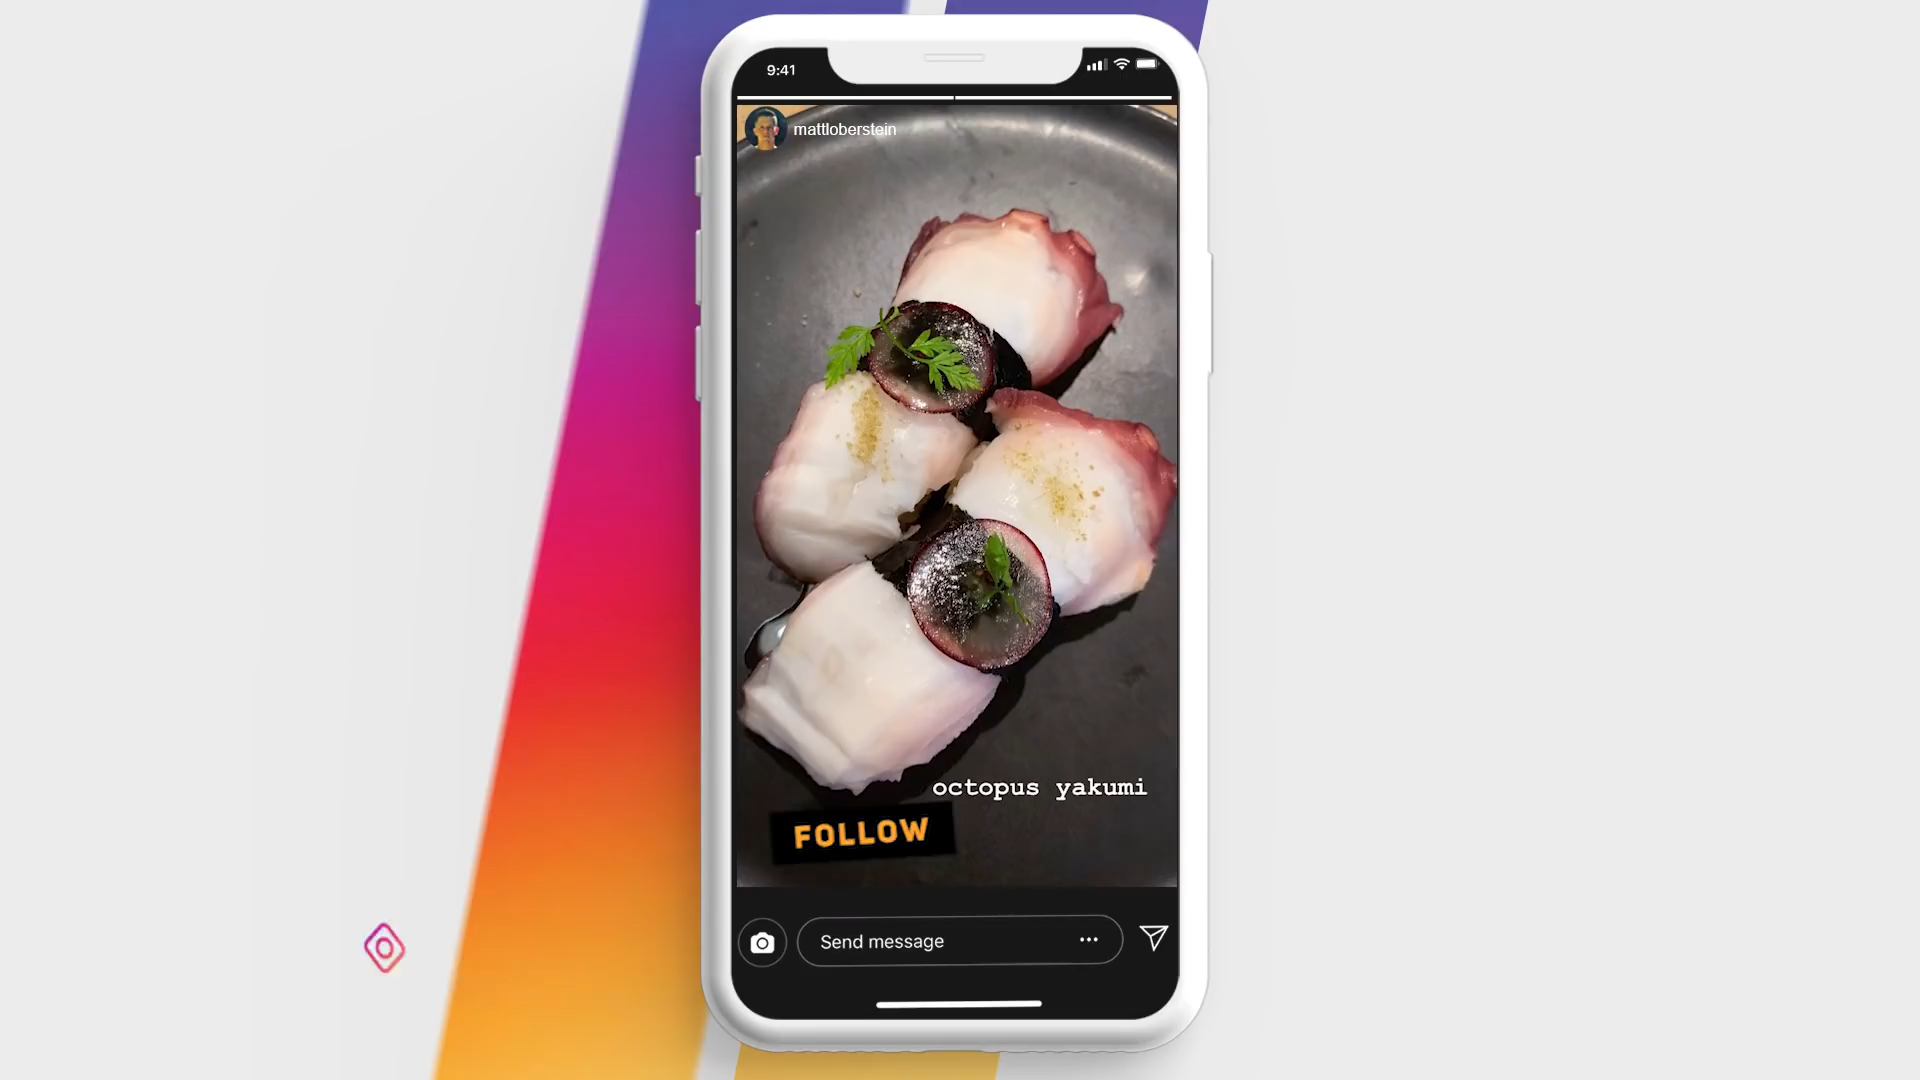 9:41
mattloberstein
octopus yakumi
FOLLOW
Send message